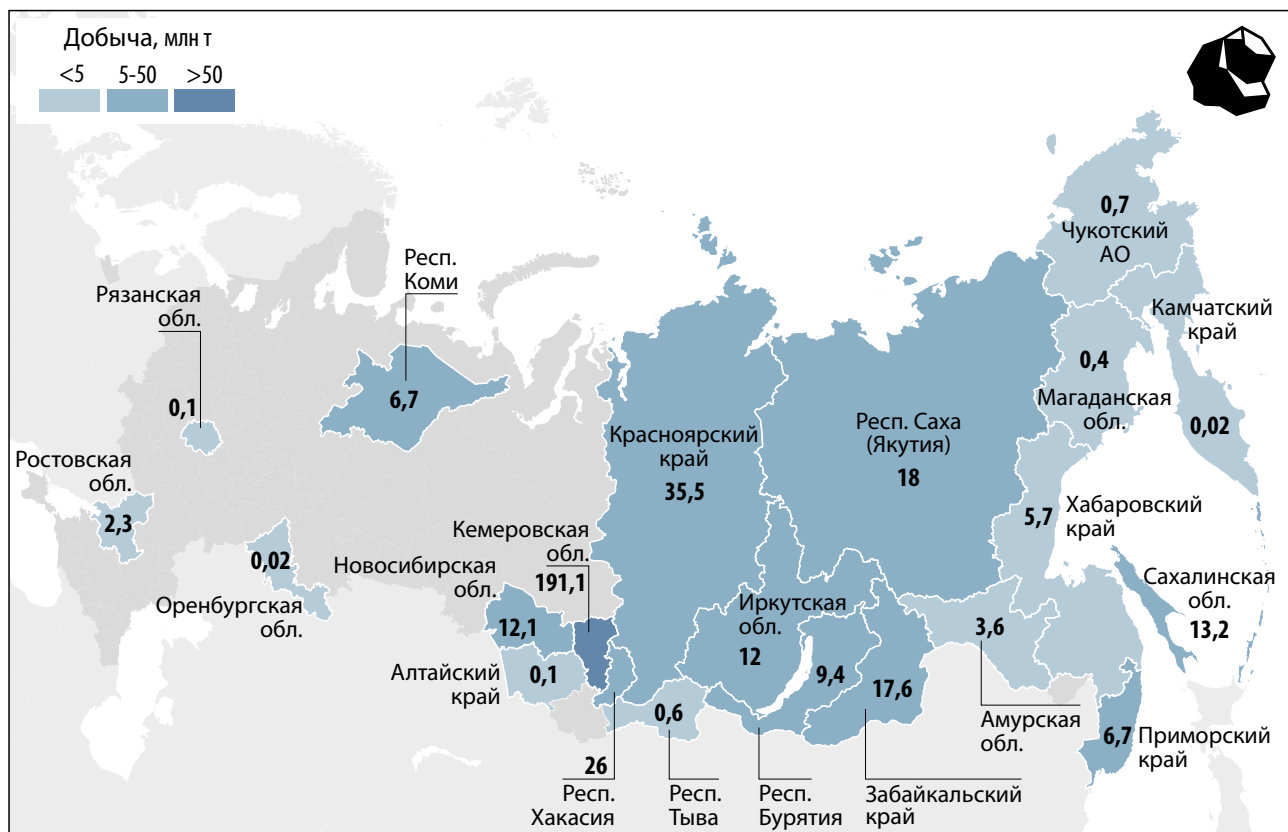 Добыча, млн т
<5 5-50 >50
0,7
Чукотский
АО
Респ.
Коми
6,7
Рязанская
обл.
0,1
Камчатский
край
0,02
0,4
Магаданская
обл.
Респ. Саха
(Якутия)
18
Красноярский
край
35,5
Ростовская
обл.
2,3
0,02
Оренбургская
обл.
5,7
Хабаровский
край
Кемеровская
обл.
191,1
Новосибирская
обл.
12,1
Алтайский
край
0,1
Иркутская
обл.
12
9,4
17,6
3,6
Сахалинская
обл.
13,2
0,6
Амурская
обл.
6,7
Приморский
край
26
Респ.
Хакасия
Респ.
Тыва
Респ.
Бурятия
Забайкальский
край